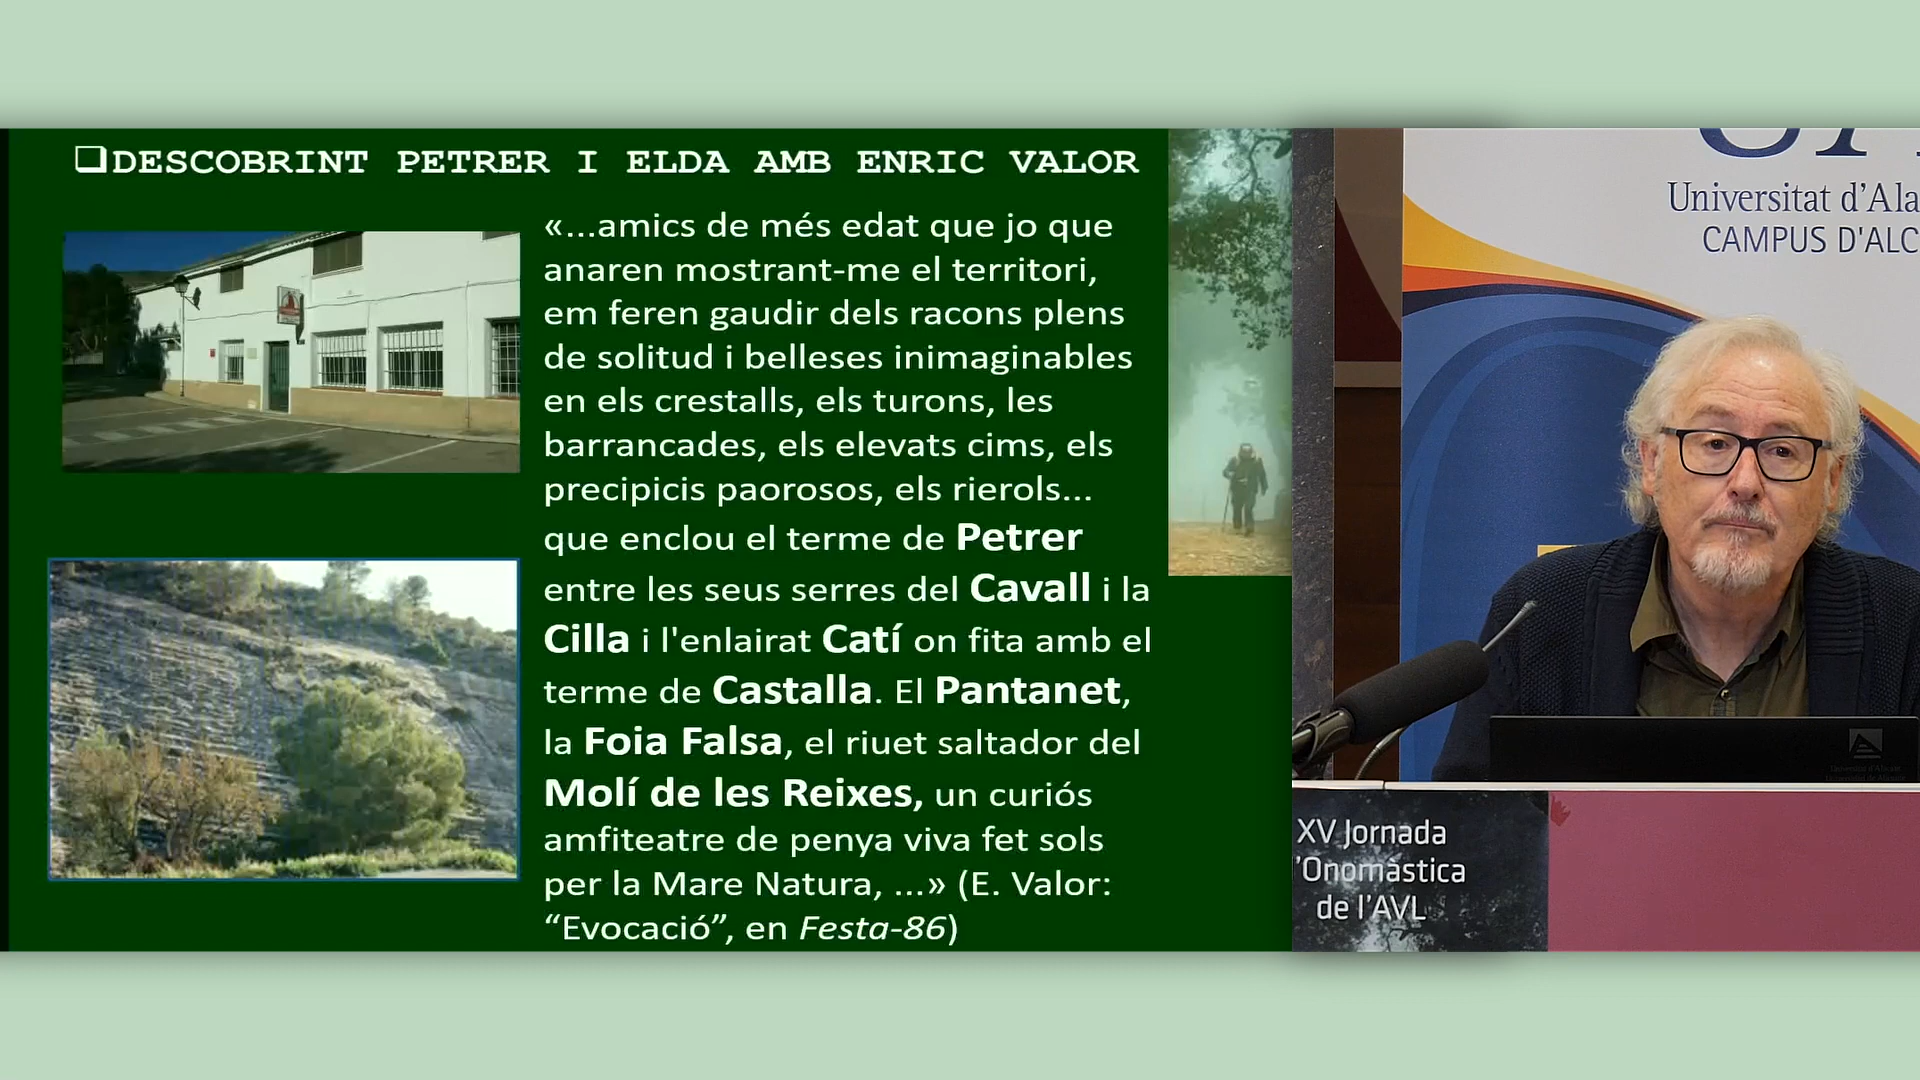 ❑DESCOBRINT PETRER I ELDA AMB ENRIC VALOR
«...amics de més edat que jo que
anaren mostrant-me el territori,
em feren gaudir dels racons plens
de solitud i belleses inimaginables
en els crestalls, els turons, les
barrancades, els elevats cims, els
precipicis paorosos, els rierols...
que enclou el terme de Petrer
entre les seus serres del Cavall i la
Cilla i l'enlairat Catí on fita amb el
terme de Castalla. El Pantanet,
la Foia Falsa, el riuet saltador del
Molí de les Reixes, un curiós
amfiteatre de penya viva fet sols
per la Mare Natura, ...» (E. Valor:
“Evocació”, en Festa-86)
Universitat d'Ala
CAMPUS D'ALC
XV Jornada
'Onomàstica
de l'AVL